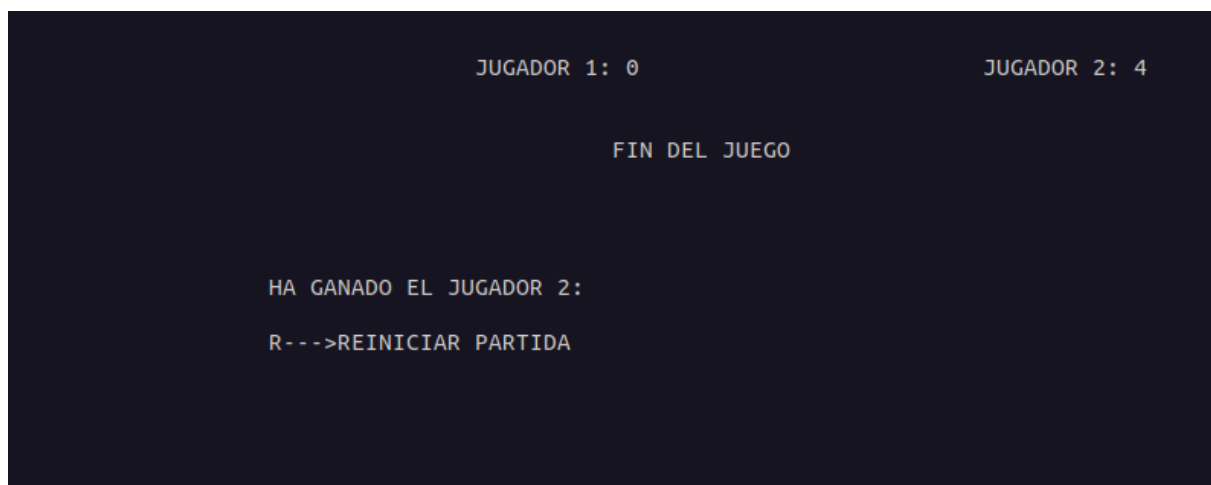 JUGADOR 1: 0 JUGADOR 2: 4
FIN DEL JUEGO
HA GANADO EL JUGADOR 2:
R--->REINICIAR PARTIDA